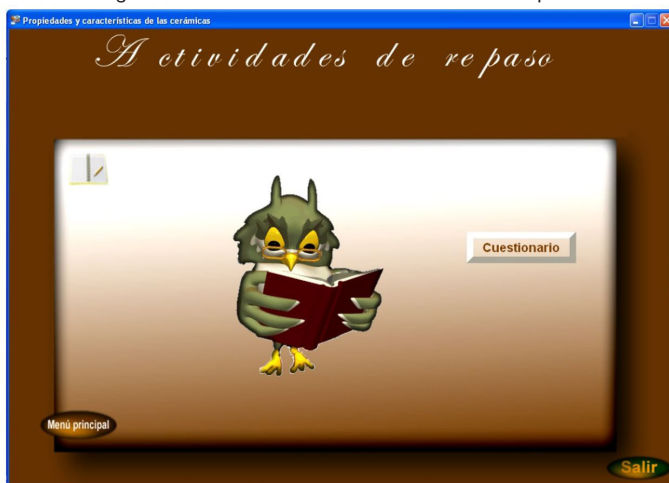 Propiedades y características de las cerámicas
Actividades de repaso
Cuestionario
Menú principal
Salir